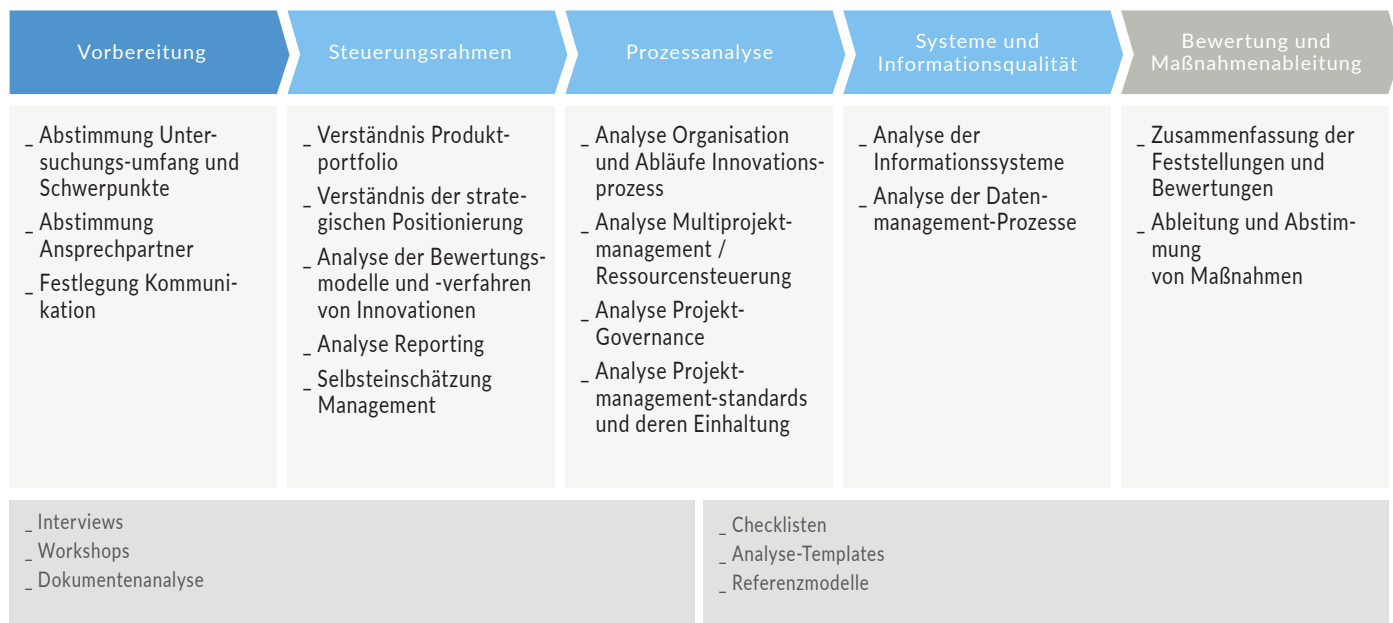 Vorbereitung
Steuerungsrahmen
Prozessanalyse
Systeme und
Informationsqualität
Bewertung und
Maßnahmenableitung
_ Abstimmung Unter-
suchungs-umfang und
Schwerpunkte
_ Abstimmung
Ansprechpartner
_ Festlegung Kommuni-
kation
_ Verständnis Produkt-
portfolio
_ Verständnis der strate-
gischen Positionierung
_ Analyse der Bewertungs-
modelle und -verfahren
von Innovationen
_ Analyse Reporting
_ Selbsteinschätzung
Management
_ Analyse Organisation
und Abläufe Innovations-
prozess
_ Analyse Multiprojekt-
management /
Ressourcensteuerung
_ Analyse Projekt-
Governance
_ Analyse Projekt-
management-standards
und deren Einhaltung
_ Analyse der
Informationssysteme
_ Analyse der Daten-
management-Prozesse
_ Zusammenfassung der
Feststellungen und
Bewertungen
_ Ableitung und Abstim-
mung
von Maßnahmen
_ Interviews
_ Workshops
_ Dokumentenanalyse
_ Checklisten
_ Analyse-Templates
_ Referenzmodelle